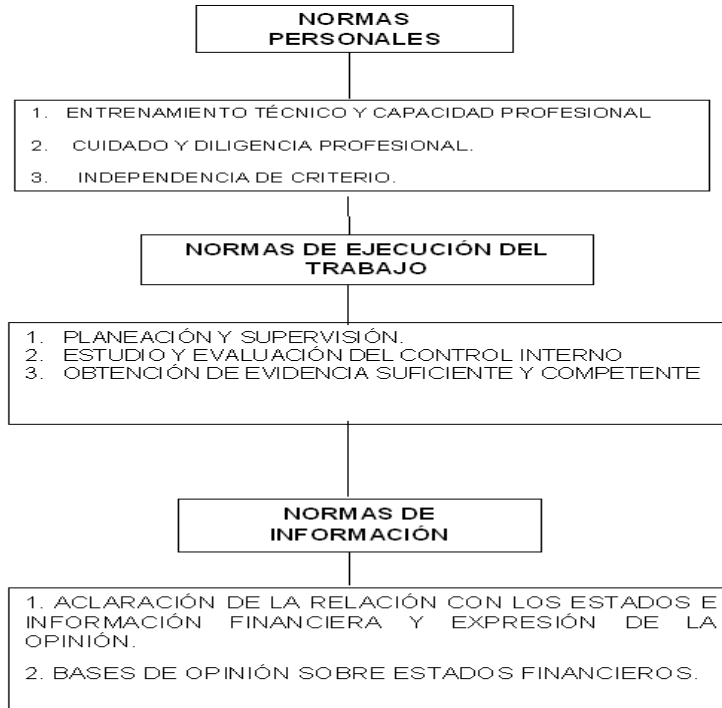 NORMAS
PERSONALES
1. ENTRENAMIENTO TÉCNICO Y CAPACIDAD PROFESIONAL
2. CUIDADO Y DILIGENCIA PROFESIONAL.
3. INDEPENDENCIA DE CRITERIO.
NORMAS DE EJECUCIÓN DEL
TRABAJO
1. PLANEACIÓN Y SUPERVISIÓN.
2. ESTUDIO Y EVALUACIÓN DEL CONTROL INTERNO
3. OBTENCIÓN DE EVIDENCIA SUFICIENTE Y COMPETENTE
NORMAS DE
INFORMACIÓN
1. ACLARACIÓN DE LA RELACIÓN CON LOS ESTADOS E
INFORMACIÓN FINANCIERA Y EXPRESIÓN DE LA
OPINIÓN.
2. BASES DE OPINIÓN SOBRE ESTADOS FINANCIEROS.